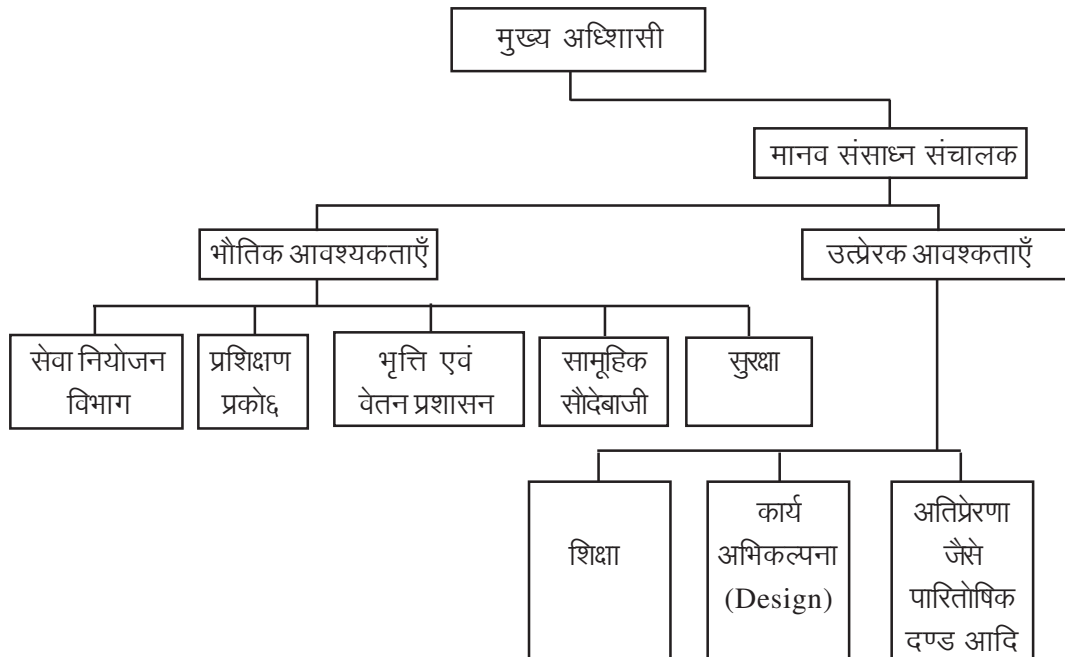 मुख्य अध्शिासी
मानव संसाध्न संचालक
भौतिक आवश्यकताएँ
उत्प्रेरक आवश्कताएँ
सेवा नियोजन
विभाग
प्रशिक्षण
प्रको६
भृत्ति एवं
वेतन प्रशासन
सामूहिक
सौदेबाजी
सुरक्षा
शिक्षा
कार्य
अभिकल्पना
(Design)
अतिप्रेरणा
जैसे
पारितोषिक
दण्ड आदि